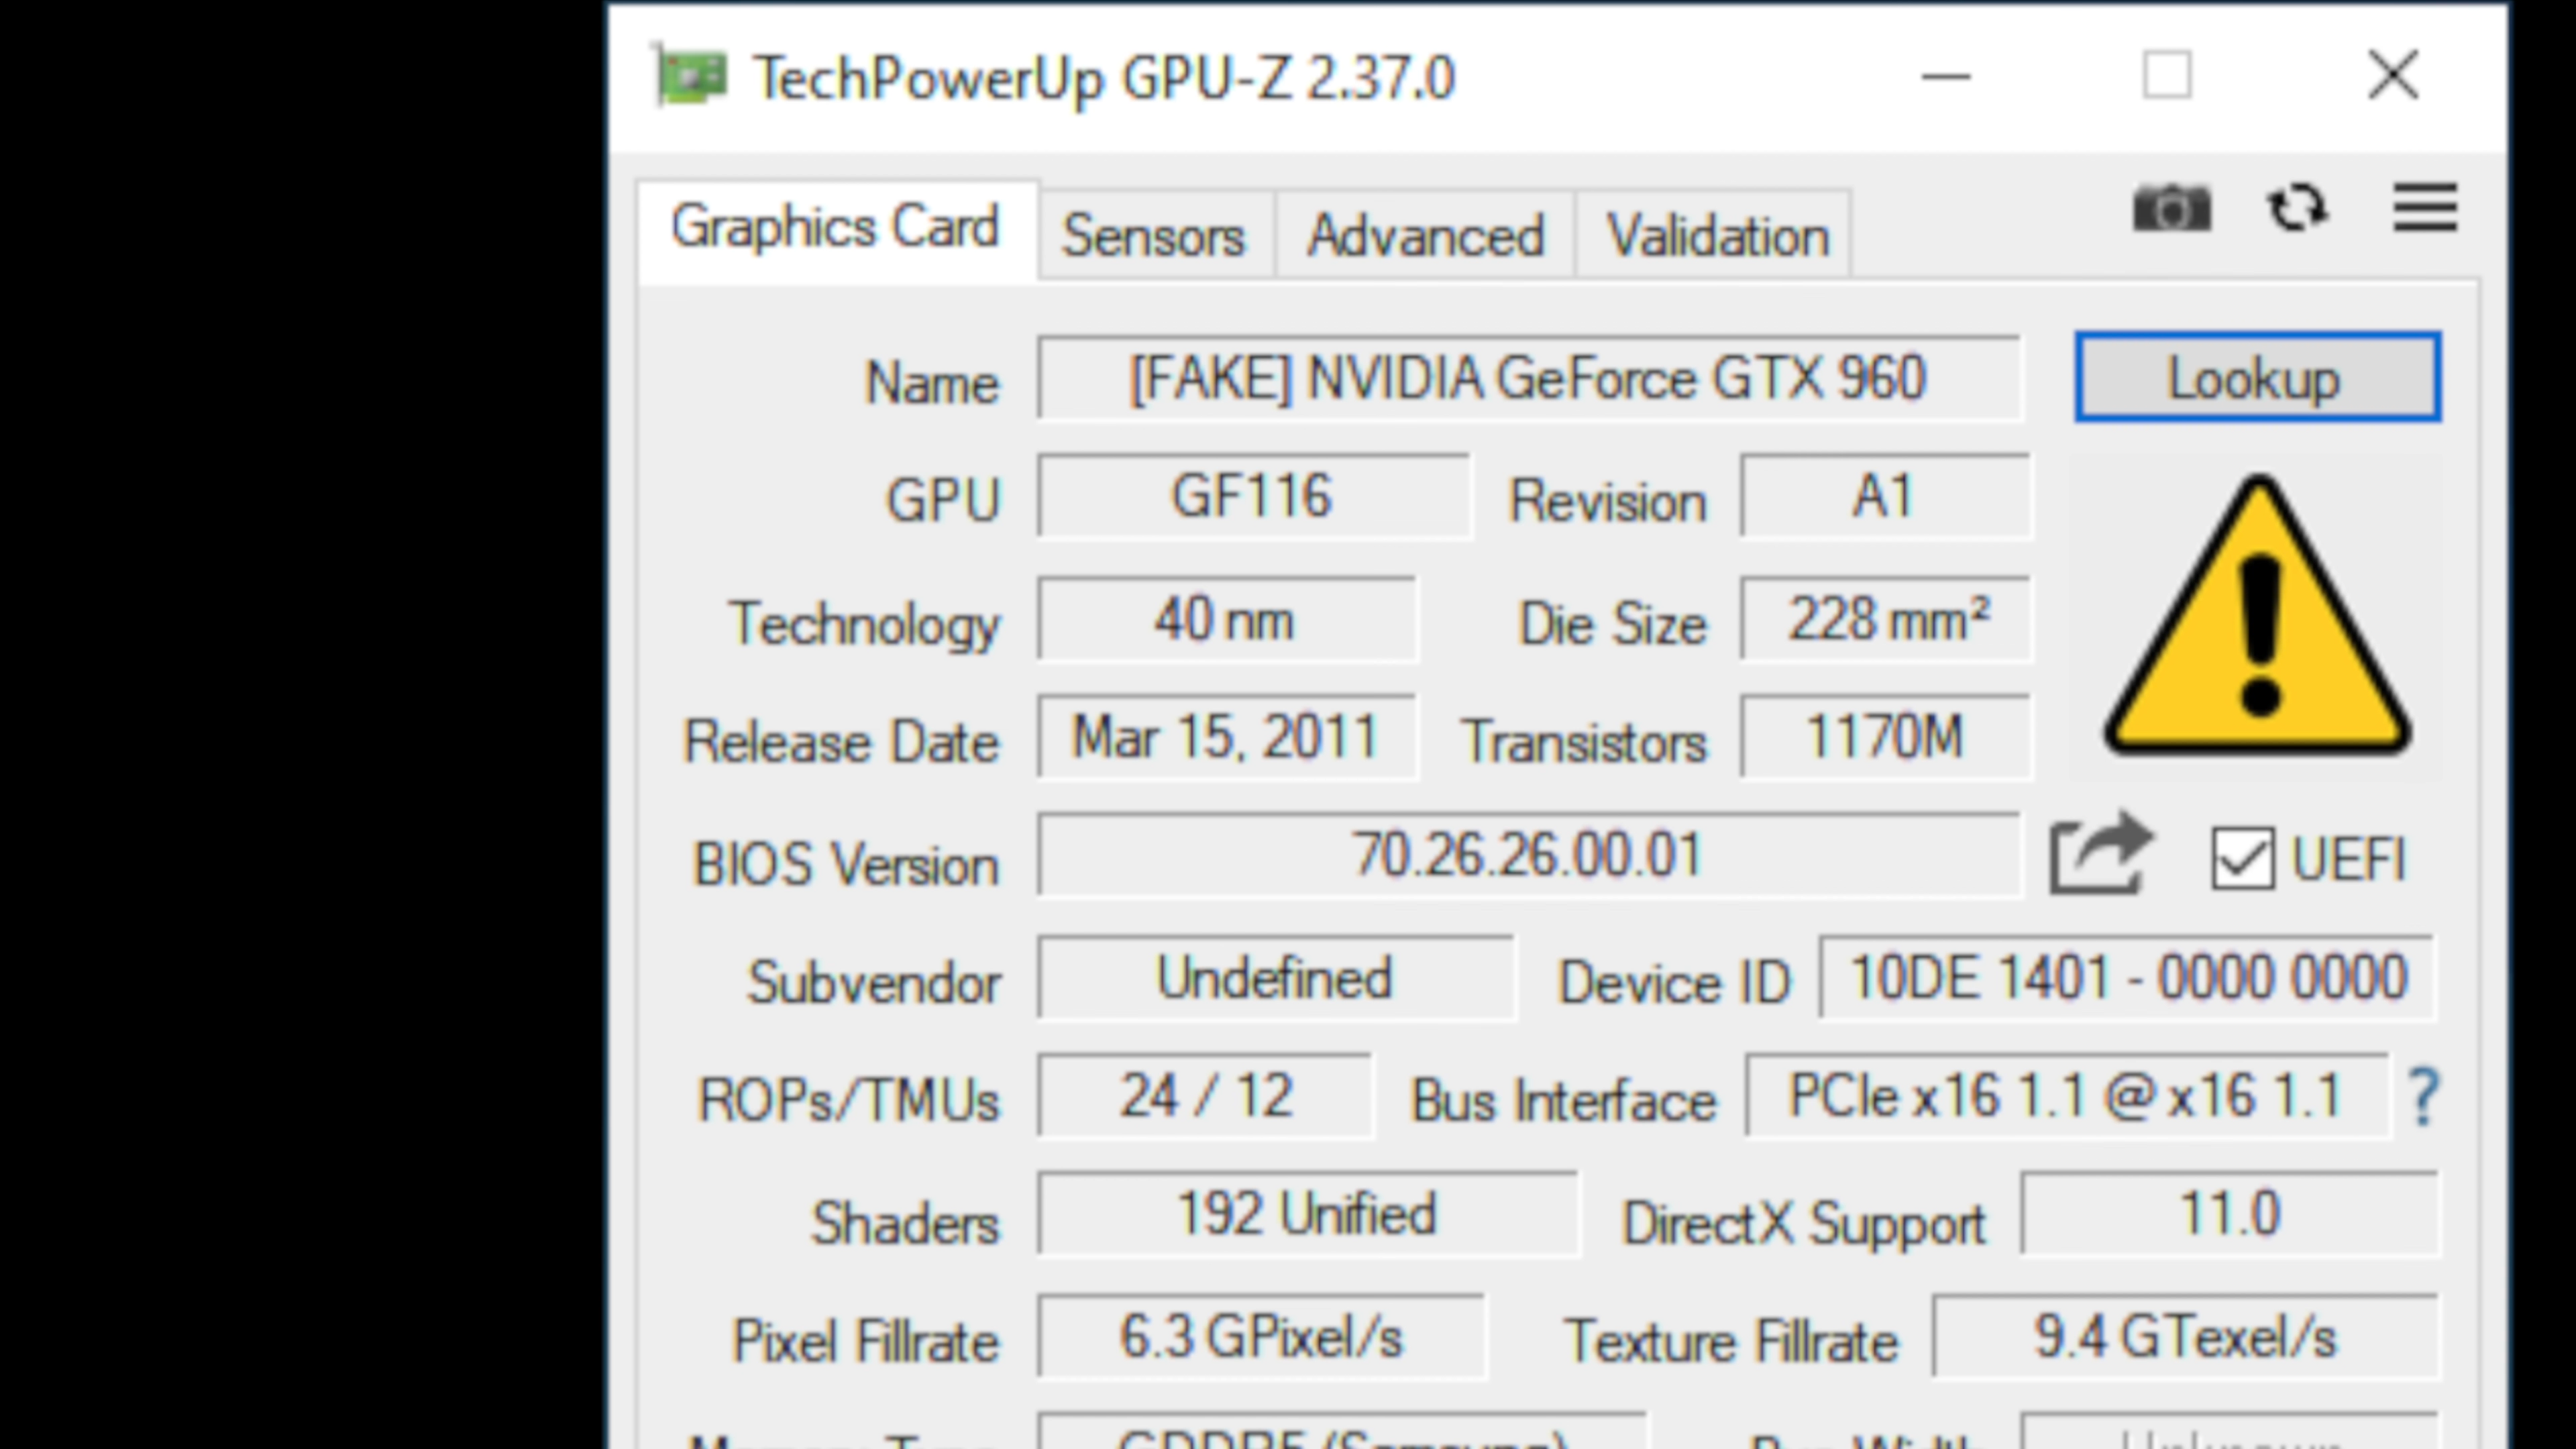 TechPowerUp GPU-Z 2.37.0
Graphics Card Sensors Advanced Validation
Name [FAKE] NVIDIA GeForce GTX 960 Lookup
GPU GF116 Revision A1
Technology 40 nm Die Size 228 mm²
Release Date Mar 15, 2011 Transistors 1170M
BIOS Version 70.26.26.00.01 UEFI
Subvendor Undefined Device ID 10DE 1401 - 0000 0000
ROPs/TMUs 24 / 12 Bus Interface PCIe x16 1.1 @ x16 1.1 ?
Shaders 192 Unified DirectX Support 11.0
Pixel Fillrate 6.3 GPixel/s Texture Fillrate 9.4 GTexel/s
GDDR5 (Samsung)